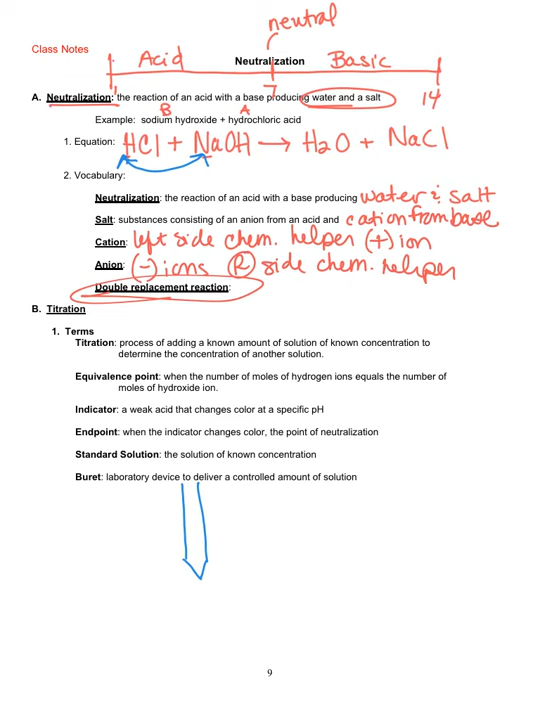 neutral
Class Notes
Acid
Neutralization
Basic
1
7
14
A. Neutralization: the reaction of an acid with a base producing water and a salt
B A
Example: sodium hydroxide + hydrochloric acid
1. Equation: HCl + NaOH → H2O + NaCl
2. Vocabulary:
Neutralization: the reaction of an acid with a base producing water & salt
Salt: substances consisting of an anion from an acid and cation from base
Cation: left side chem. helper (+) ion
Anion: (-) ions R side chem. helper
Double replacement reaction:
B. Titration
1. Terms
Titration: process of adding a known amount of solution of known concentration to
determine the concentration of another solution.
Equivalence point: when the number of moles of hydrogen ions equals the number of
moles of hydroxide ion.
Indicator: a weak acid that changes color at a specific pH
Endpoint: when the indicator changes color, the point of neutralization
Standard Solution: the solution of known concentration
Buret: laboratory device to deliver a controlled amount of solution
9